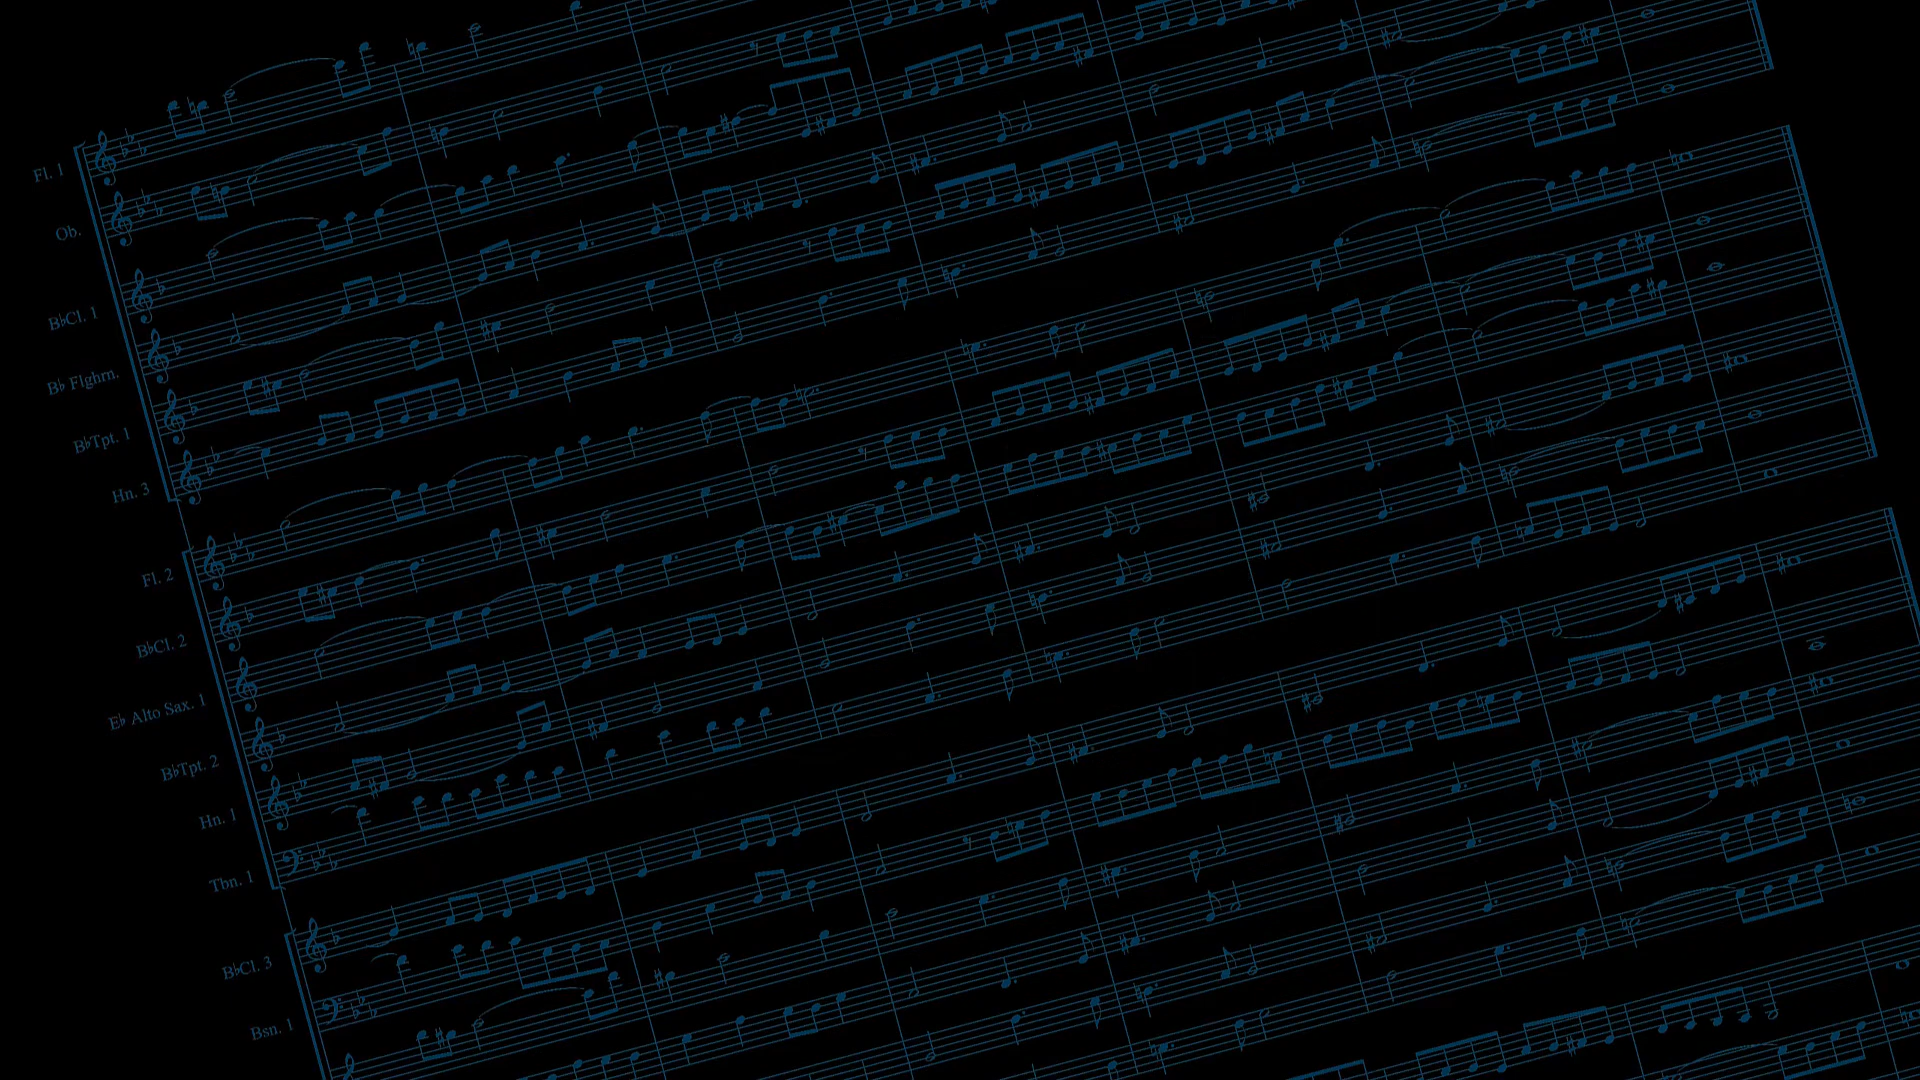 Fl. 1
Ob.
B♭Cl. 1
B♭ Flghrn.
B♭Tpt. 1
Hn. 3
Fl. 2
B♭Cl. 2
E♭ Alto Sax. 1
B♭Tpt. 2
Hn. 1
Tbn. 1
B♭Cl. 3
Bsn. 1